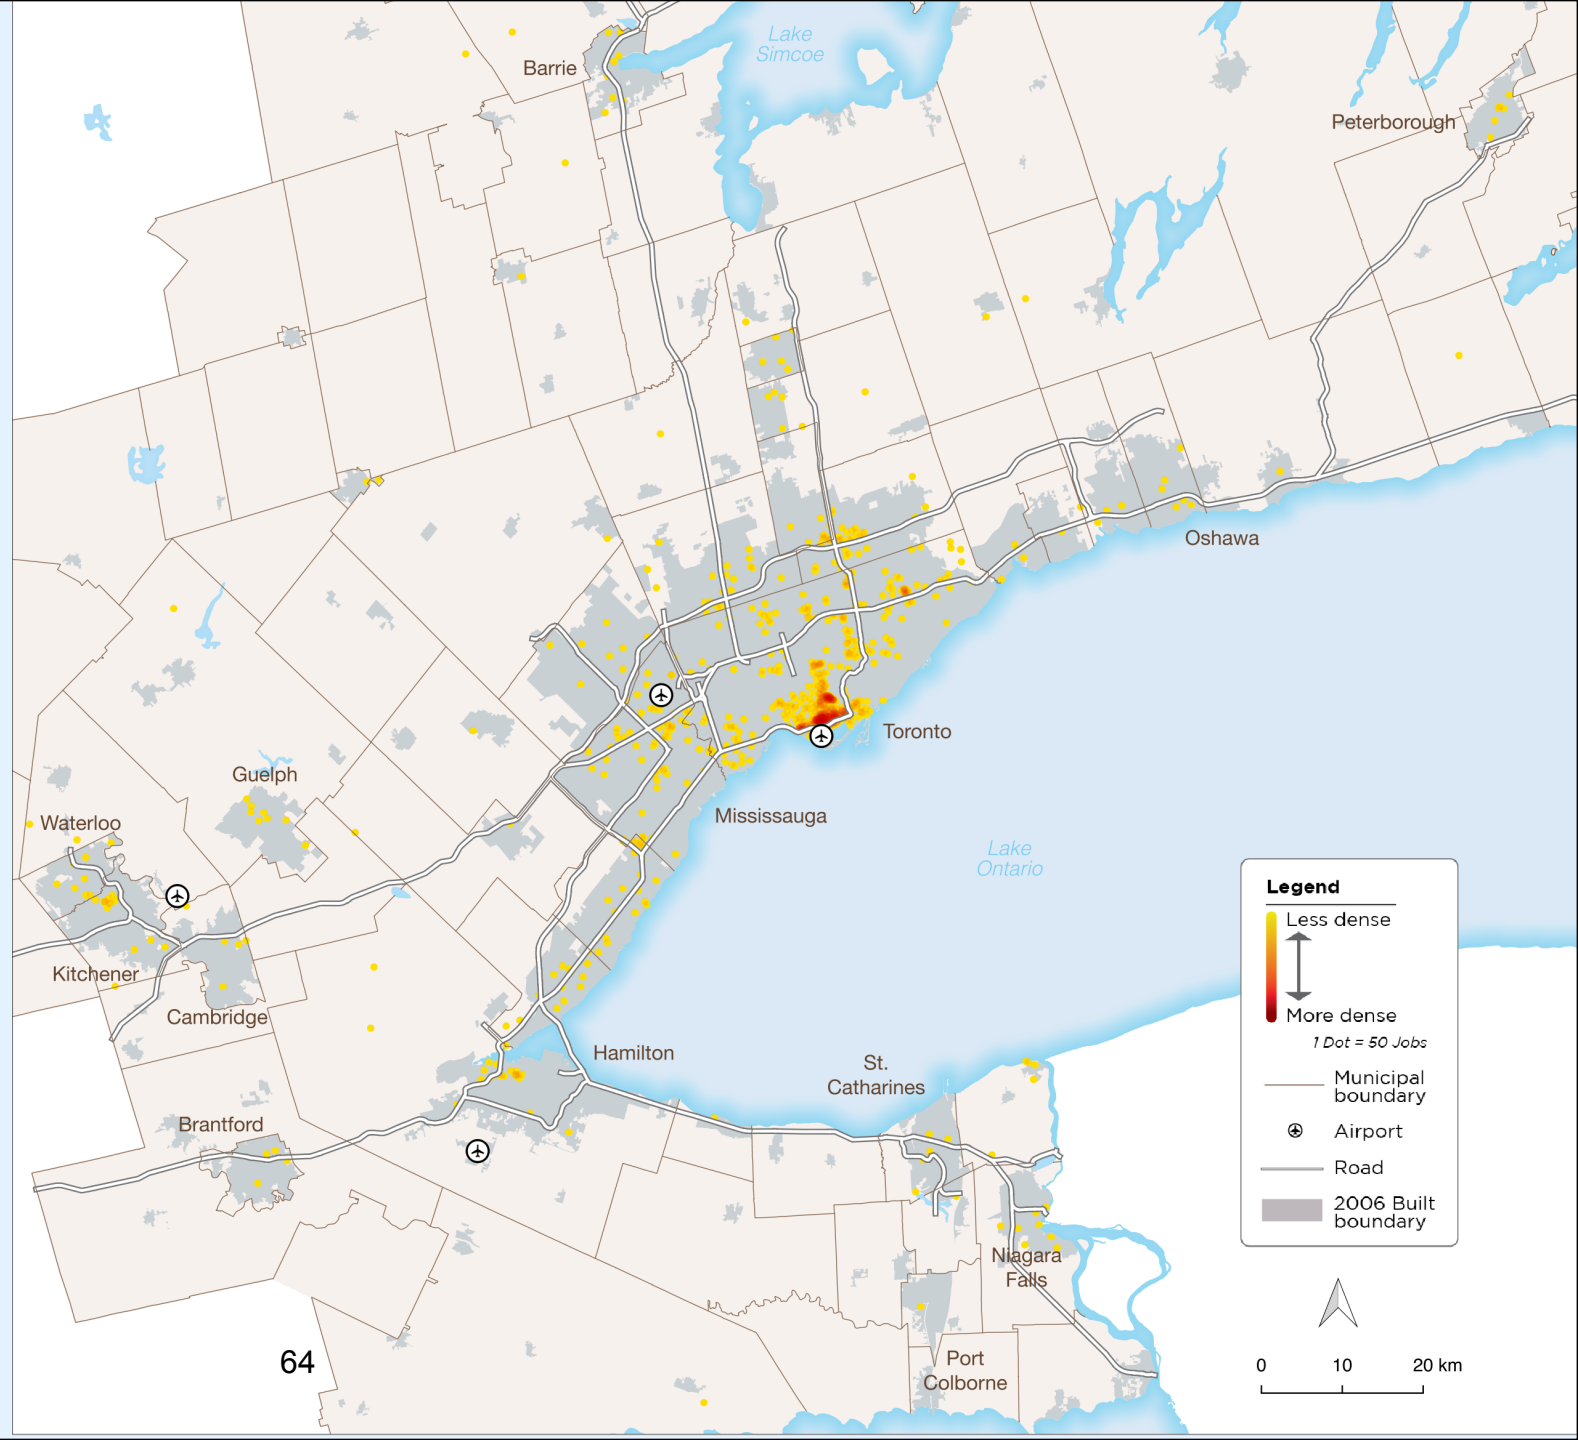 Lake
Simcoe
Barrie
Peterborough
Oshawa
Toronto
Guelph
Mississauga
Waterloo
Lake
Ontario
Kitchener
Cambridge
Hamilton
St.
Catharines
Brantford
Niagara
Falls
Port
Colborne
64
Legend
Less dense
More dense
1 Dot = 50 Jobs
Municipal
boundary
Airport
Road
2006 Built
boundary
0 10 20 km